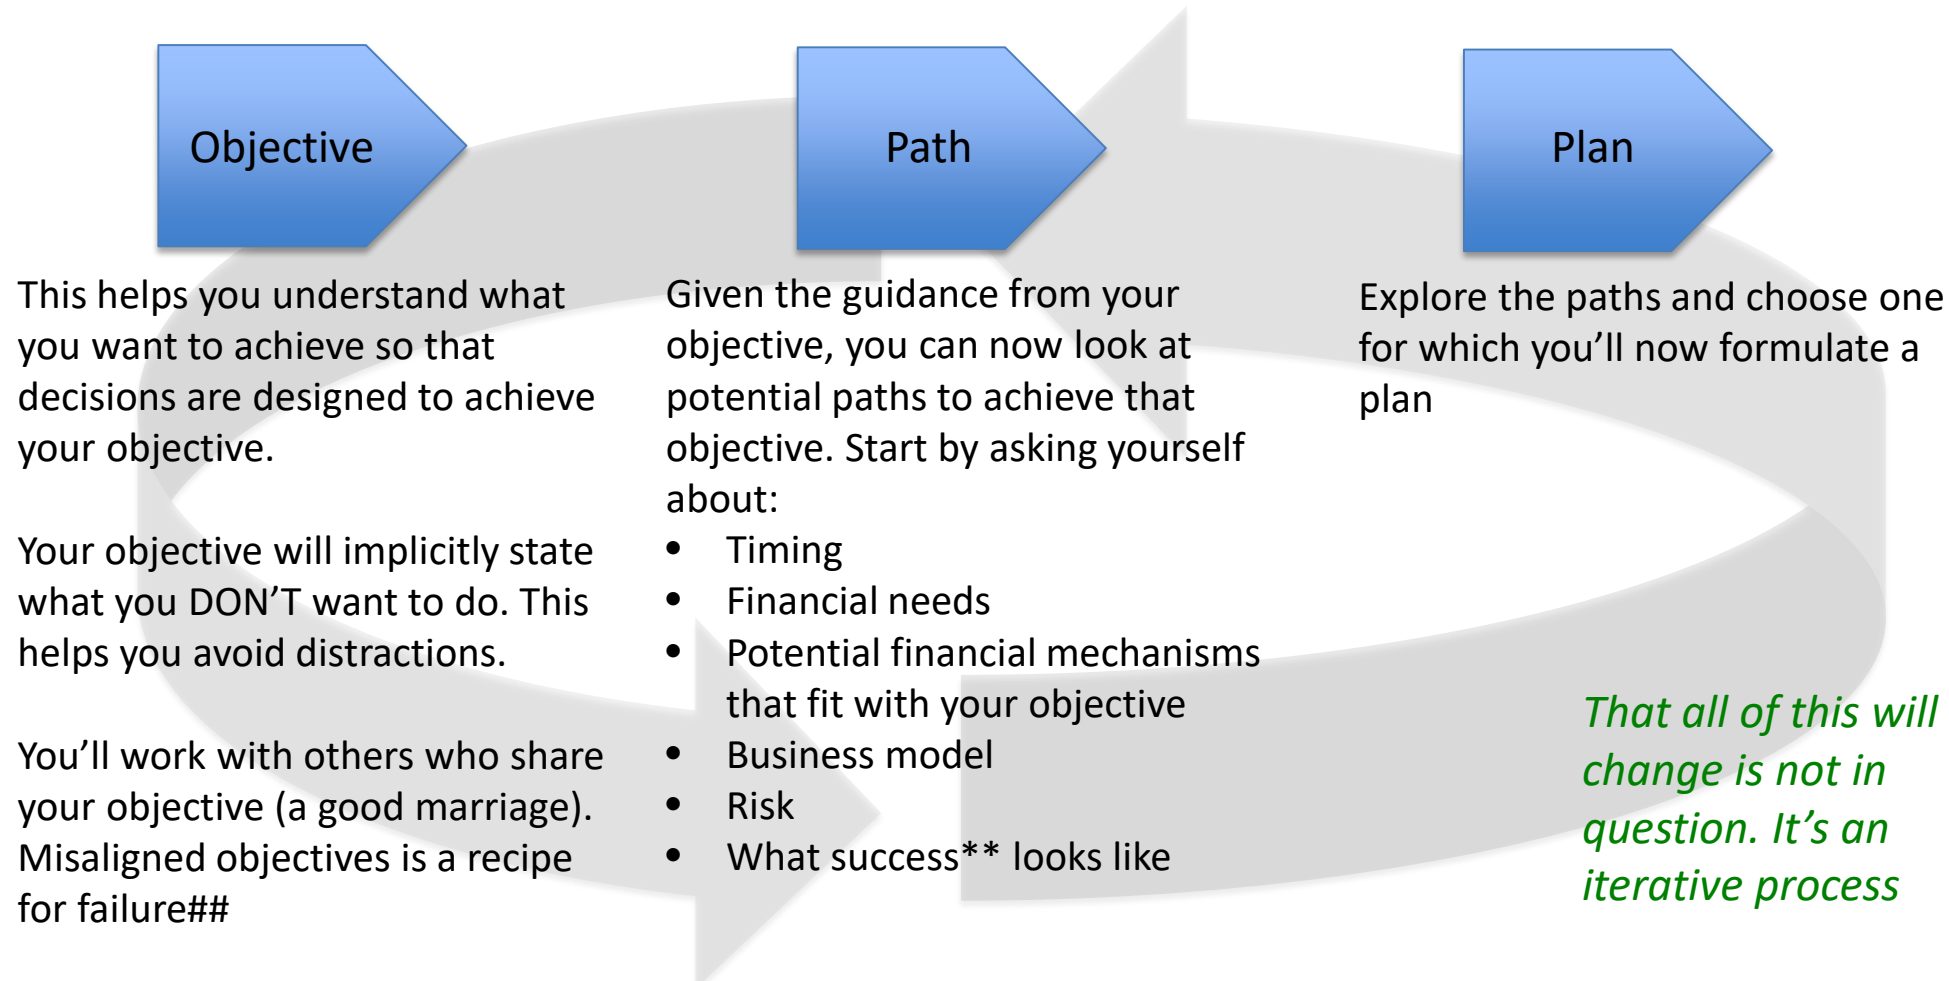 Objective
This helps you understand what
you want to achieve so that
decisions are designed to achieve
your objective.
Your objective will implicitly state
what you DON’T want to do. This
helps you avoid distractions.
You’ll work with others who share
your objective (a good marriage).
Misaligned objectives is a recipe
for failure##
Path
Given the guidance from your
objective, you can now look at
potential paths to achieve that
objective. Start by asking yourself
about:
• Timing
• Financial needs
• Potential financial mechanisms
that fit with your objective
• Business model
• Risk
• What success** looks like
Plan
Explore the paths and choose one
for which you’ll now formulate a
plan
That all of this will
change is not in
question. It’s an
iterative process